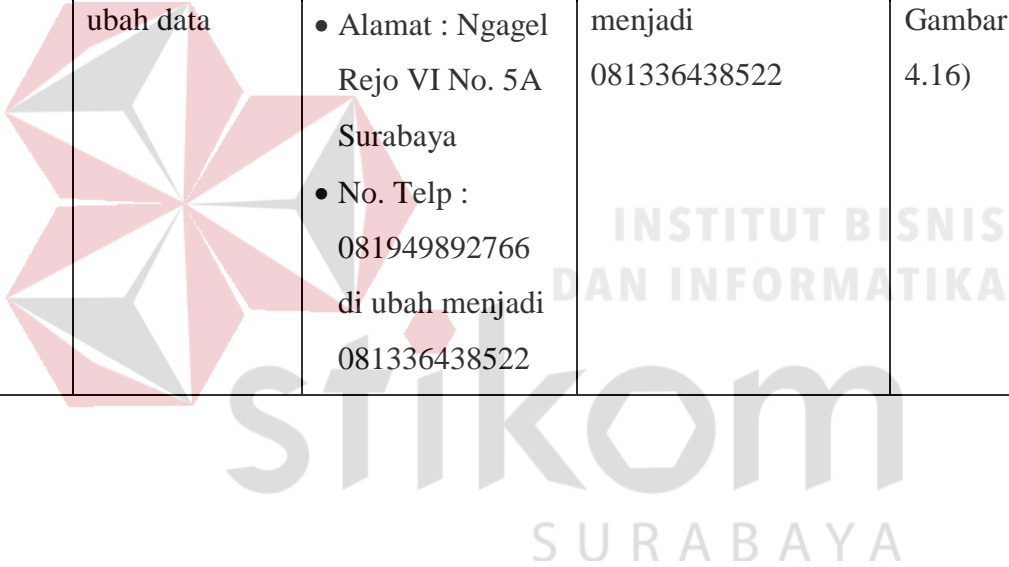 ubah data
• Alamat : Ngagel
Rejo VI No. 5A
Surabaya
• No. Telp :
081949892766
di ubah menjadi
081336438522
menjadi
081336438522
Gambar
4.16)
INSTITUT BISNIS
DAN INFORMATIKA
stikom
SURABAYA